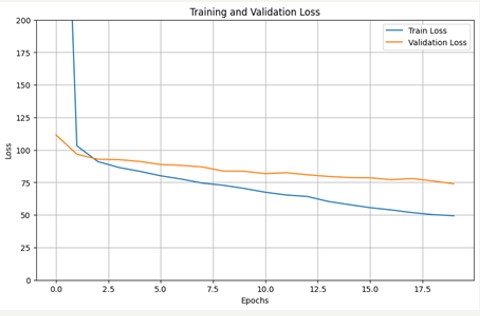 Training and Validation Loss
Train Loss
Validation Loss
200
175
150
125
100
75
50
25
0
Loss
0.0 2.5 5.0 7.5 10.0 12.5 15.0 17.5
Epochs